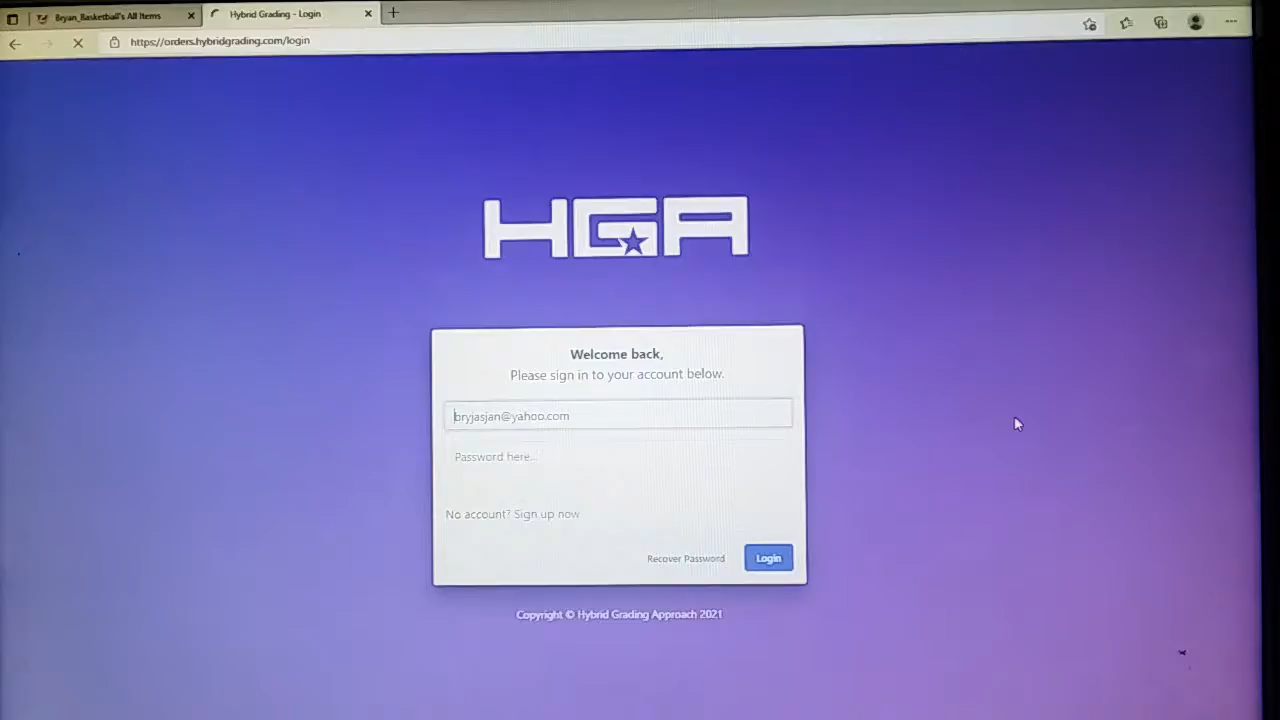 Bryan_Basketball's All Items
Hybrid Grading - Login
https://orders.hybridgrading.com/login
HGA
Welcome back,
Please sign in to your account below.
bryjasjan@yahoo.com
Password here...
No account? Sign up now
Recover Password
Login
Copyright © Hybrid Grading Approach 2021